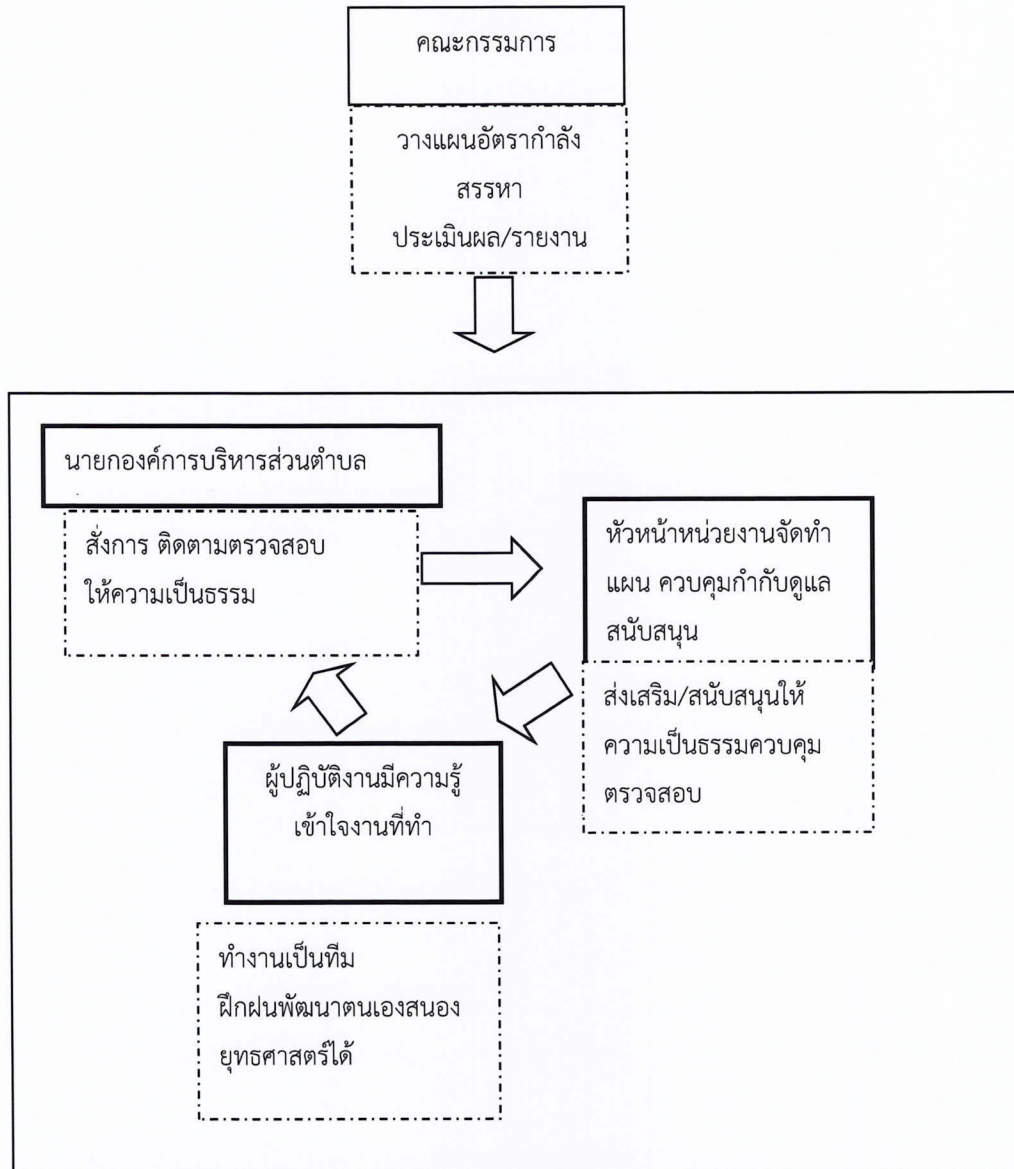 คณะกรรมการ
วางแผนอัตรากำลัง
สรรหา
ประเมินผล/รายงาน
นายกองค์การบริหารส่วนตำบล
สั่งการ ติดตามตรวจสอบ
ให้ความเป็นธรรม
หัวหน้าหน่วยงานจัดทำ
แผน ควบคุมกำกับดูแล
สนับสนุน
ส่งเสริม/สนับสนุนให้
ความเป็นธรรมควบคุม
ตรวจสอบ
ผู้ปฏิบัติงานมีความรู้
เข้าใจงานที่ทำ
ทำงานเป็นทีม
ฝึกฝนพัฒนาตนเองสนอง
ยุทธศาสตร์ได้